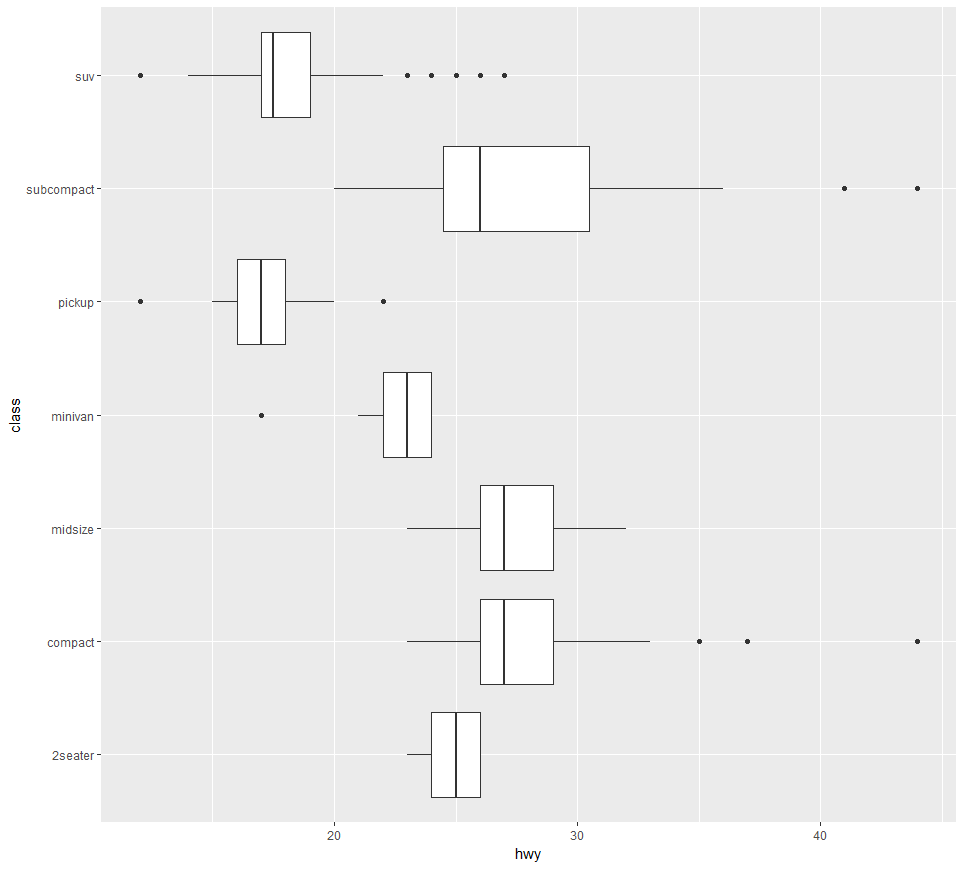 suv
subcompact
pickup
minivan
midsize
compact
2seater
class
20 30 40
hwy